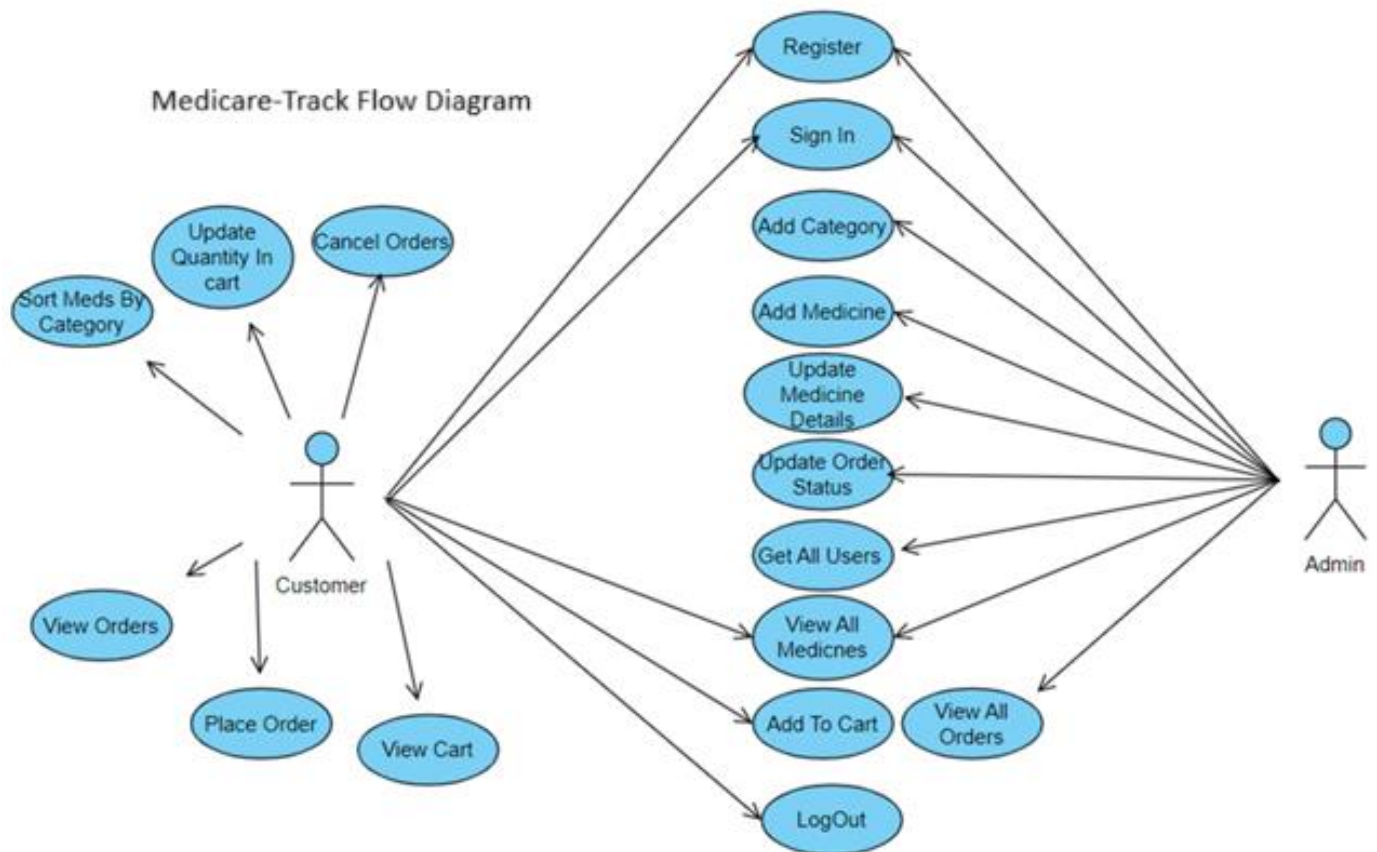 Medicare-Track Flow Diagram
Register
Sign In
Update
Quantity In
cart
Cancel Orders
Add Category
Sort Meds By
Category
Add Medicine
Update
Medicine
Details
Update Order
Status
Get All Users
Customer
Admin
View Orders
View All
Medicnes
Place Order
View Cart
Add To Cart
View All
Orders
LogOut